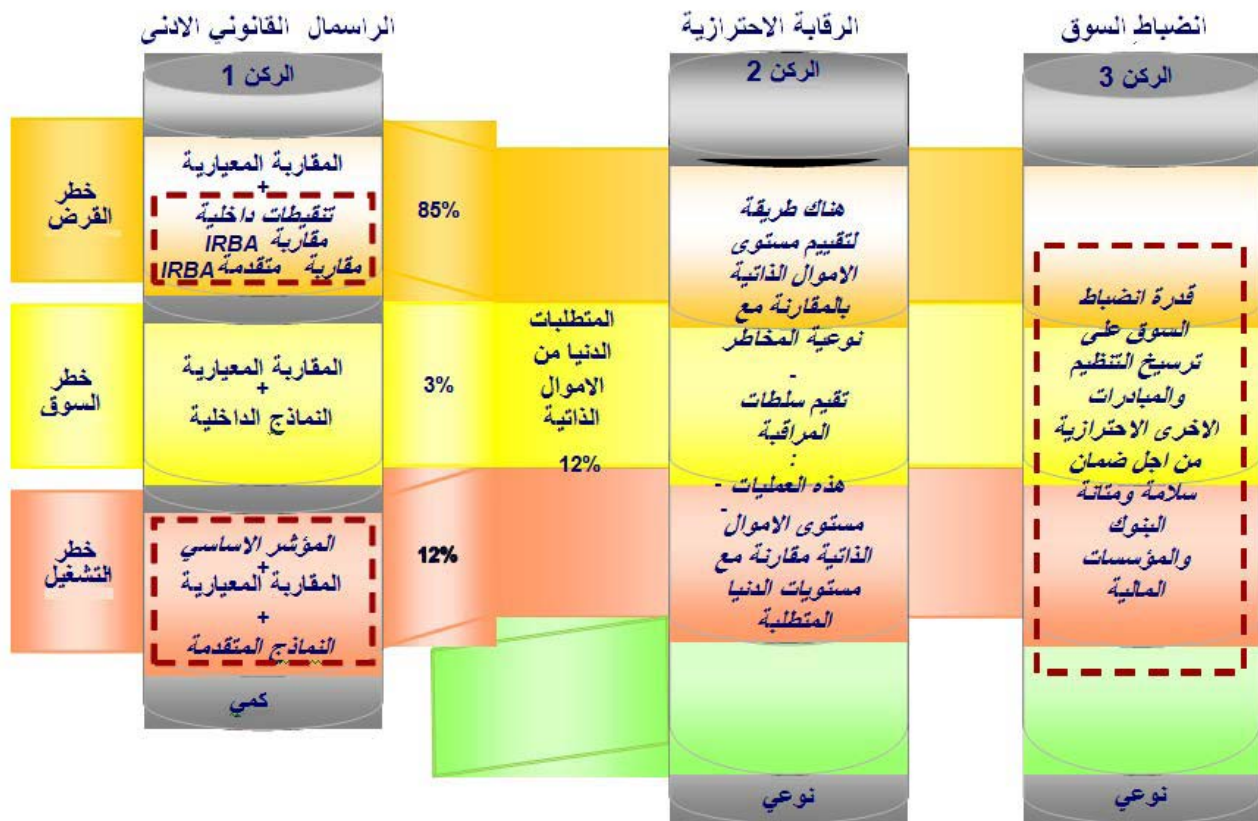 الراسمال القانوني الادنى
الركن 1
خطر
القرض
المقاربة المعيارية
+
تنقيطات داخلية
مقاربة IRBA
مقاربة متقدمة IRBA
85%
خطر
السوق
المقاربة المعيارية
+
النماذج الداخلية
3%
خطر
التشغيل
المؤشر الاساسي
+
المقاربة المعيارية
+
النماذج المتقدمة
12%
كمي
المتطلبات
الدنيا من
الاموال
الذاتية
12%
الرقابة الاحترازية
الركن 2
هناك طريقة
لتقييم مستوى
الاموال الذاتية
بالمقارنة مع
نوعية المخاطر
-
تقيم سلطات
المراقبة
:
هذه العمليات -
-
مستوى الاموال
الذاتية مقارنة مع
مستويات الدنيا
المتطلبة
نوعي
انضباط السوق
الركن 3
قدرة انضباط
السوق على
ترسيخ التنظيم
والمبادرات
الاخرى الاحترازية
من اجل ضمان
سلامة ومتانة
البنوك
والمؤسسات
المالية
نوعي